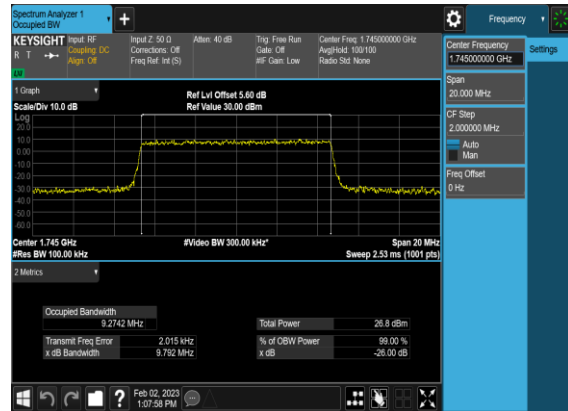 Spectrum Analyzer 1
Occupied BW
+
Frequency
KEYSIGHT
Input: RF
Input Z: 50 Ω
Atten: 40 dB
Trig: Free Run
Center Freq: 1.745000000 GHz
R T
Coupling: DC
Corrections: Off
Gate: Off
Avg|Hold: 100/100
Align: Off
Freq Ref: Int (S)
#IF Gain: Low
Radio Std: None
Center Frequency
1.745000000 GHz
Settings
Span
20.000 MHz
CF Step
2.000000 MHz
Auto
Man
Freq Offset
0 Hz
1 Graph
Ref Lvl Offset 5.60 dB
Scale/Div 10.0 dB
Ref Value 30.00 dBm
Log
20.0
10.0
0.00
-10.0
-20.0
-30.0
-40.0
-50.0
-60.0
Center 1.745 GHz
#Video BW 300.00 kHz*
Span 20 MHz
#Res BW 100.00 kHz
Sweep 2.53 ms (1001 pts)
2 Metrics
Occupied Bandwidth
9.2742 MHz
Total Power
26.8 dBm
Transmit Freq Error
2.015 kHz
% of OBW Power
99.00 %
x dB Bandwidth
9.792 MHz
x dB
-26.00 dB
?
Feb 02, 2023
1:07:58 PM